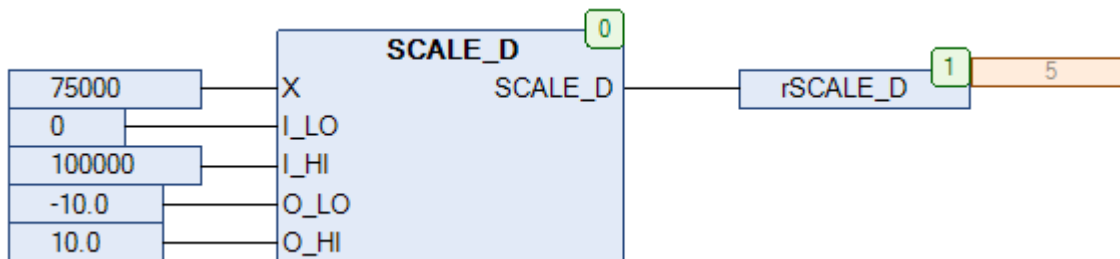 0
SCALE_D
1
75000 X SCALE_D rSCALE_D 5
0 I_LO
100000 I_HI
-10.0 O_LO
10.0 O_HI